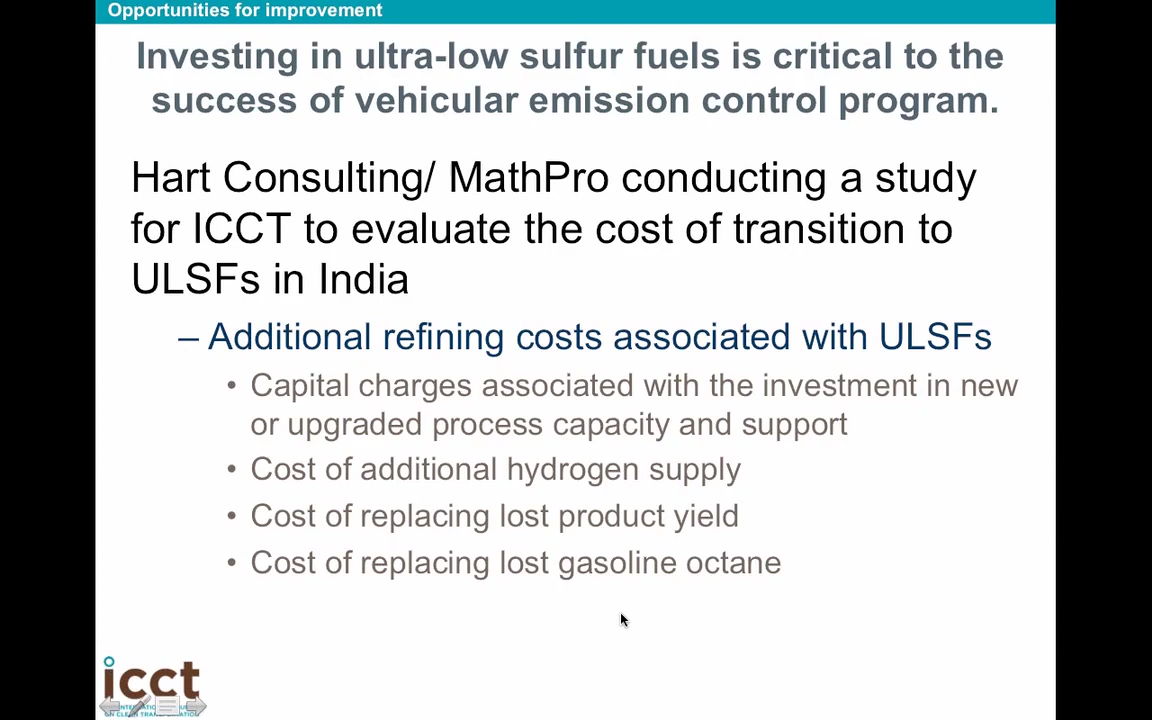 Opportunities for improvement
Investing in ultra-low sulfur fuels is critical to the
success of vehicular emission control program.
Hart Consulting/ MathPro conducting a study
for ICCT to evaluate the cost of transition to
ULSFs in India
– Additional refining costs associated with ULSFs
• Capital charges associated with the investment in new
or upgraded process capacity and support
• Cost of additional hydrogen supply
• Cost of replacing lost product yield
• Cost of replacing lost gasoline octane
icct